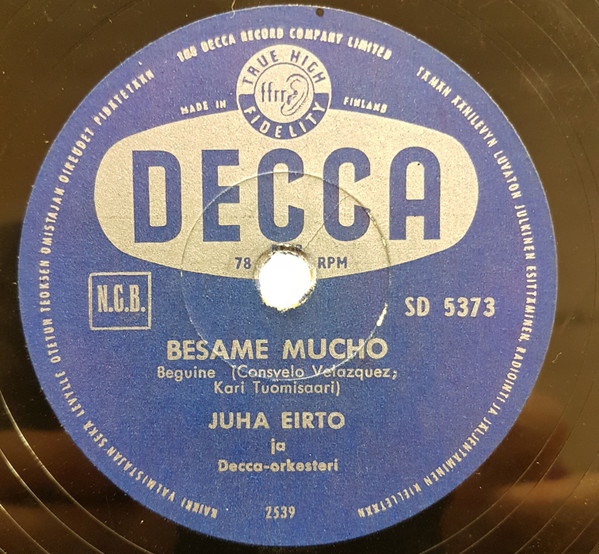 THE DECCA RECORD COMPANY LIMITED
TRUE HIGH
ffrr
FIDELITY
MADE IN FINLAND
DECCA
78 RPM
N.C.B.
SD 5373
BESAME MUCHO
Beguine (Consvelo Velazquez;
Kari Tuomisaari)
JUHA EIRTO
ja
Decca-orkesteri
2539
KAIKKI VALMISTAJAN SEKÄ LEVYLLE OTETUN TEOKSEN OMISTAJAN OIKEUDET PIDÄTETÄÄN
TÄMÄN ÄÄNILEVYN LUVATON JULKINEN ESITTÄMINEN, RADIOINTI JA JÄLJENTÄMINEN KIELLETÄÄN